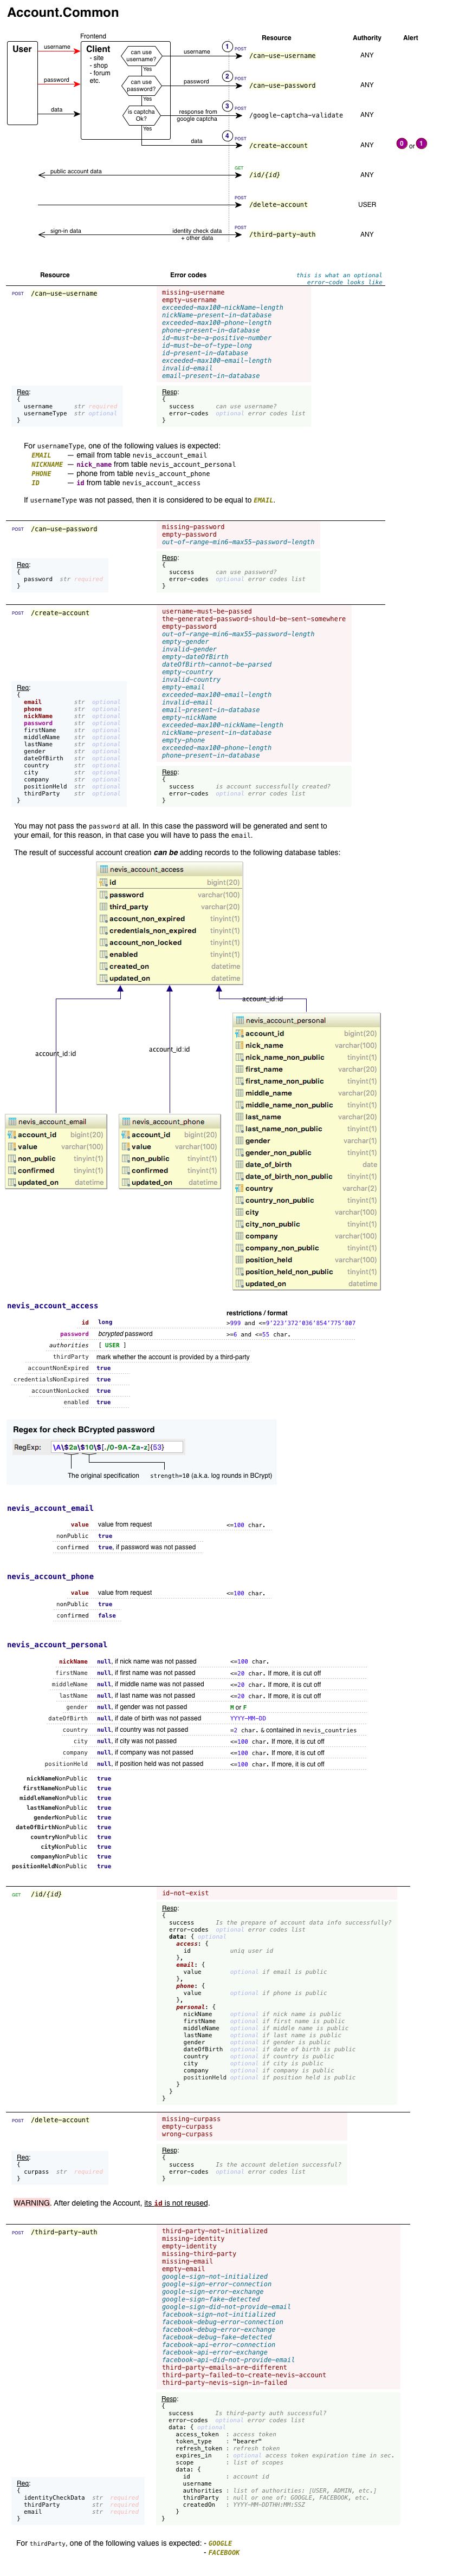 Account.Common
Frontend
Resource Authority Alert
User
Client
- site
- shop
- forum
etc.
username
can use
username?
username
1
POST
/can-use-username
ANY
Yes
password
can use
password?
password
2
POST
/can-use-password
ANY
Yes
data
is captcha
Ok?
response from
google captcha
3
POST
/google-captcha-validate
ANY
Yes
data
4
POST
/create-account
ANY
0 or 1
public account data
GET
/id/{id}
ANY
POST
/delete-account
USER
sign-in data
identity check data
+ other data
POST
/third-party-auth
ANY
Resource Error codes
this is what an optional
error-code looks like
POST /can-use-username
missing-username
empty-username
exceeded-max100-nickName-length
nickName-present-in-database
exceeded-max100-phone-length
phone-present-in-database
id-must-be-a-positive-number
id-must-be-of-type-long
id-present-in-database
exceeded-max100-email-length
invalid-email
email-present-in-database
Req:
{
username str required
usernameType str optional
}
Resp:
{
success can use username?
error-codes optional error codes list
}
For usernameType, one of the following values is expected:
EMAIL — email from table nevis_account_email
NICKNAME — nick_name from table nevis_account_personal
PHONE — phone from table nevis_account_phone
ID — id from table nevis_account_access
If usernameType was not passed, then it is considered to be equal to EMAIL.
POST /can-use-password
missing-password
empty-password
out-of-range-min6-max55-password-length
Req:
{
password str required
}
Resp:
{
success can use password?
error-codes optional error codes list
}
POST /create-account
username-must-be-passed
the-generated-password-should-be-sent-somewhere
empty-password
out-of-range-min6-max55-password-length
empty-gender
invalid-gender
empty-dateOfBirth
dateOfBirth-cannot-be-parsed
empty-country
invalid-country
empty-email
exceeded-max100-email-length
invalid-email
email-present-in-database
empty-nickName
exceeded-max100-nickName-length
nickName-present-in-database
empty-phone
exceeded-max100-phone-length
phone-present-in-database
Req:
{
email str optional
phone str optional
nickName str optional
password str optional
firstName str optional
middleName str optional
lastName str optional
gender str optional
dateOfBirth str optional
country str optional
city str optional
company str optional
positionHeld str optional
thirdParty str optional
}
Resp:
{
success is account successfully created?
error-codes optional error codes list
}
You may not pass the password at all. In this case the password will be generated and sent to
your email, for this reason, in that case you will have to pass the email.
The result of successful account creation can be adding records to the following database tables:
nevis_account_access
id bigint(20)
password varchar(100)
third_party varchar(20)
account_non_expired tinyint(1)
credentials_non_expired tinyint(1)
account_non_locked tinyint(1)
enabled tinyint(1)
created_on datetime
updated_on datetime
account_id:id
account_id:id
account_id:id
nevis_account_personal
account_id bigint(20)
nick_name varchar(100)
nick_name_non_public tinyint(1)
first_name varchar(20)
first_name_non_public tinyint(1)
middle_name varchar(20)
middle_name_non_public tinyint(1)
last_name varchar(20)
last_name_non_public tinyint(1)
gender varchar(1)
gender_non_public tinyint(1)
date_of_birth date
date_of_birth_non_public tinyint(1)
country varchar(2)
country_non_public tinyint(1)
city varchar(100)
city_non_public tinyint(1)
company varchar(100)
company_non_public tinyint(1)
position_held varchar(100)
position_held_non_public tinyint(1)
updated_on datetime
nevis_account_email
account_id bigint(20)
value varchar(100)
non_public tinyint(1)
confirmed tinyint(1)
updated_on datetime
nevis_account_phone
account_id bigint(20)
value varchar(100)
non_public tinyint(1)
confirmed tinyint(1)
updated_on datetime
nevis_account_access
restrictions / format
id long >999 and <=9'223'372'036'854'775'807
password bcrypted password >=6 and <=55 char.
authorities [ USER ]
thirdParty mark whether the account is provided by a third-party
accountNonExpired true
credentialsNonExpired true
accountNonLocked true
enabled true
Regex for check BCrypted password
RegExp: \A\$2a\$10\$[./0-9A-Za-z]{53}
The original specification strength=10 (a.k.a. log rounds in BCrypt)
nevis_account_email
value value from request <=100 char.
nonPublic true
confirmed true, if password was not passed
nevis_account_phone
value value from request <=100 char.
nonPublic true
confirmed false
nevis_account_personal
nickName null, if nick name was not passed <=100 char.
firstName null, if first name was not passed <=20 char. If more, it is cut off
middleName null, if middle name was not passed <=20 char. If more, it is cut off
lastName null, if last name was not passed <=20 char. If more, it is cut off
gender null, if gender was not passed M or F
dateOfBirth null, if date of birth was not passed YYYY-MM-DD
country null, if country was not passed =2 char. & contained in nevis_countries
city null, if city was not passed <=100 char. If more, it is cut off
company null, if company was not passed <=100 char. If more, it is cut off
positionHeld null, if position held was not passed <=100 char. If more, it is cut off
nickNameNonPublic true
firstNameNonPublic true
middleNameNonPublic true
lastNameNonPublic true
genderNonPublic true
dateOfBirthNonPublic true
countryNonPublic true
cityNonPublic true
companyNonPublic true
positionHeldNonPublic true
GET /id/{id}
id-not-exist
Resp:
{
success Is the prepare of account data info successfully?
error-codes optional error codes list
data: { optional
access: {
id uniq user id
},
email: {
value optional if email is public
},
phone: {
value optional if phone is public
},
personal: {
nickName optional if nick name is public
firstName optional if first name is public
middleName optional if middle name is public
lastName optional if last name is public
gender optional if gender is public
dateOfBirth optional if date of birth is public
country optional if country is public
city optional if city is public
company optional if company is public
positionHeld optional if position held is public
}
}
}
POST /delete-account
missing-curpass
empty-curpass
wrong-curpass
Req:
{
curpass str required
}
Resp:
{
success Is the account deletion successful?
error-codes optional error codes list
}
WARNING. After deleting the Account, its id is not reused.
POST /third-party-auth
third-party-not-initialized
missing-identity
empty-identity
missing-third-party
missing-email
empty-email
google-sign-not-initialized
google-sign-error-connection
google-sign-error-exchange
google-sign-fake-detected
google-sign-did-not-provide-email
facebook-sign-not-initialized
facebook-debug-error-connection
facebook-debug-error-exchange
facebook-debug-fake-detected
facebook-api-error-connection
facebook-api-error-exchange
facebook-api-did-not-provide-email
third-party-emails-are-different
third-party-failed-to-create-nevis-account
third-party-nevis-sign-in-failed
Req:
{
identityCheckData str required
thirdParty str required
email str required
}
Resp:
{
success Is third-party auth successful?
error-codes optional error codes list
data: { optional
access_token : access token
token_type : "bearer"
refresh_token : refresh token
expires_in : optional access token expiration time in sec.
scope : list of scopes
data: {
id : account id
username
authorities : list of authorities: [USER, ADMIN, etc.]
thirdParty : null or one of: GOOGLE, FACEBOOK, etc.
createdOn : YYYY-MM-DDTHH:MM:SSZ
}
}
}
For thirdParty, one of the following values is expected: - GOOGLE
- FACEBOOK